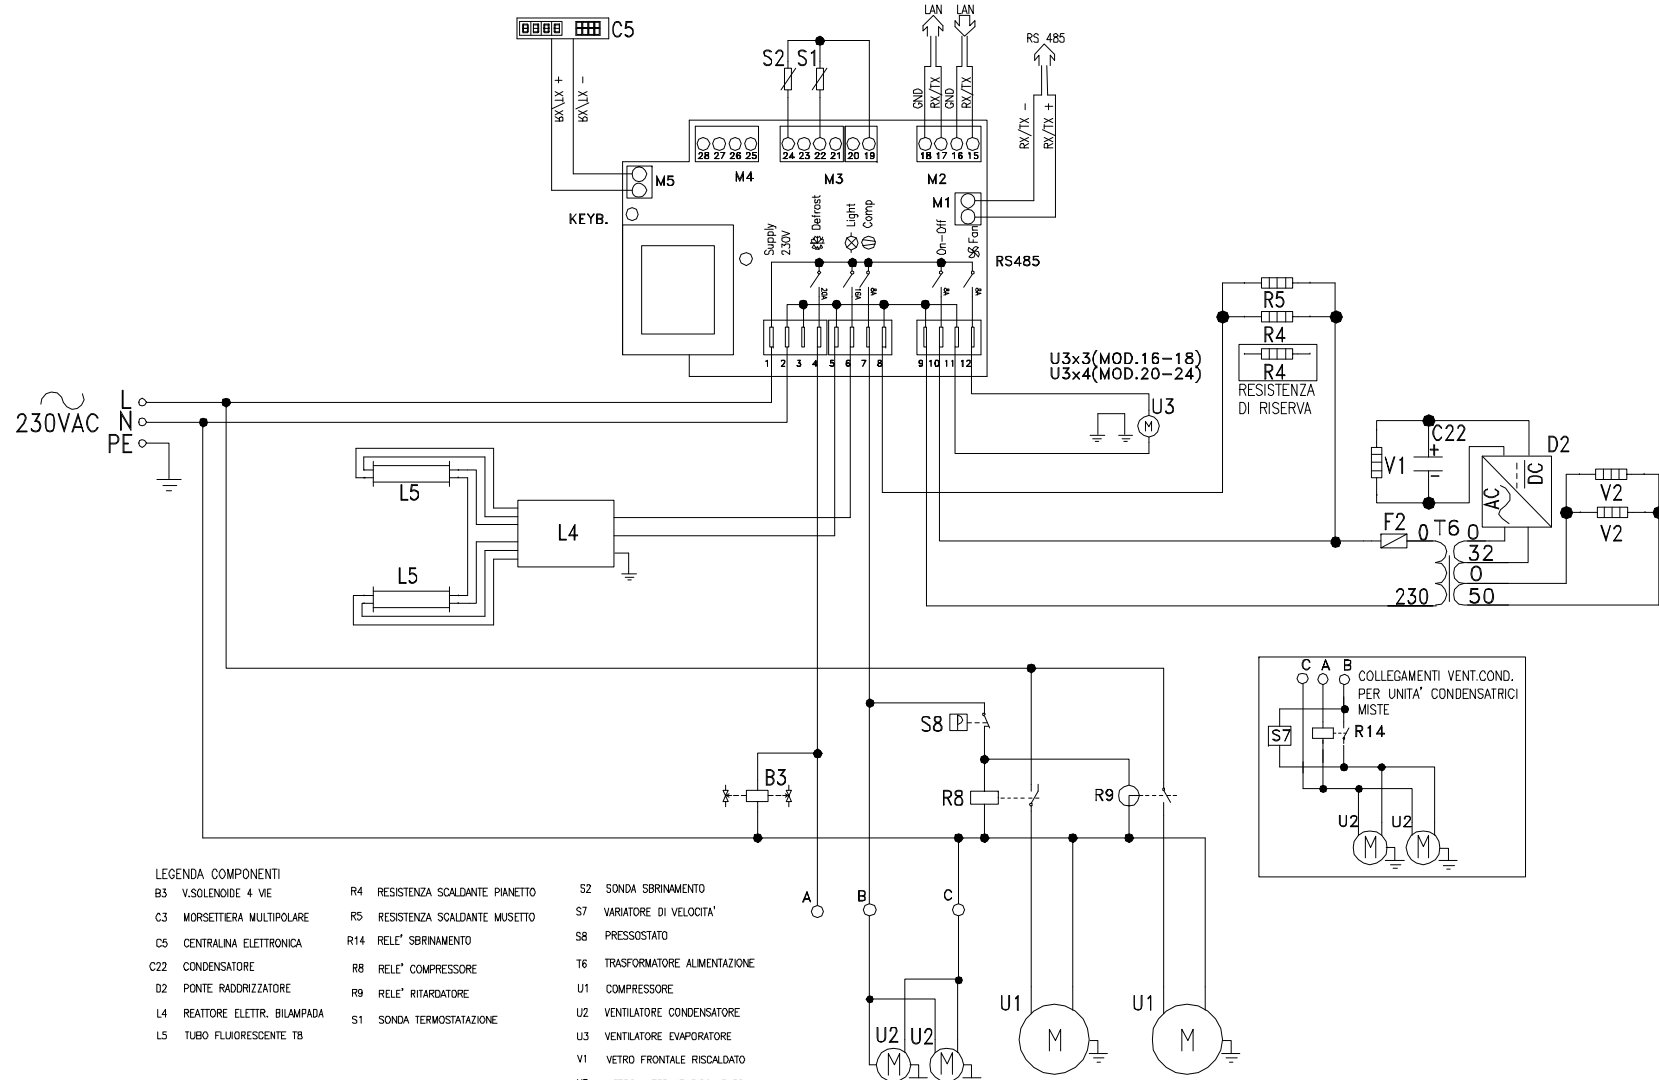 C5
RX/TX +
RX/TX -
S2 S1
LAN LAN
RS 485
GND
RX/TX
GND
RX/TX
RX/TX -
RX/TX +
28 27 26 25
24 23 22 21 20 19
18 17 16 15
M5
M4
M3
M2
M1
KEYB.
Supply
230V
Defrost
Light
Comp
On-Off
Fan
RS485
20A
16A
8A
8A
8A
1 2 3 4 5 6 7 8 9 10 11 12
U3x3(MOD.16-18)
U3x4(MOD.20-24)
U3
M
R5
R4
R4
RESISTENZA
DI RISERVA
230VAC
L
N
PE
L5
L4
L5
C22
+
-
V1
D2
AC
DC
V2
V2
F2
0 T6 0
32
0
230 50
S8 P
B3
R8
R9
A B C
U2 U2
M M
U1
M
U1
M
C A B
COLLEGAMENTI VENT.COND.
PER UNITA' CONDENSATRICI
MISTE
S7
R14
U2 U2
M M
LEGENDA COMPONENTI
B3 V.SOLENOIDE 4 VIE
C3 MORSETTIERA MULTIPOLARE
C5 CENTRALINA ELETTRONICA
C22 CONDENSATORE
D2 PONTE RADDRIZZATORE
L4 REATTORE ELETTR. BILAMPADA
L5 TUBO FLUIORESCENTE T8
R4 RESISTENZA SCALDANTE PIANETTO
R5 RESISTENZA SCALDANTE MUSETTO
R14 RELE' SBRINAMENTO
R8 RELE' COMPRESSORE
R9 RELE' RITARDATORE
S1 SONDA TERMOSTATAZIONE
S2 SONDA SBRINAMENTO
S7 VARIATORE DI VELOCITA'
S8 PRESSOSTATO
T6 TRASFORMATORE ALIMENTAZIONE
U1 COMPRESSORE
U2 VENTILATORE CONDENSATORE
U3 VENTILATORE EVAPORATORE
V1 VETRO FRONTALE RISCALDATO